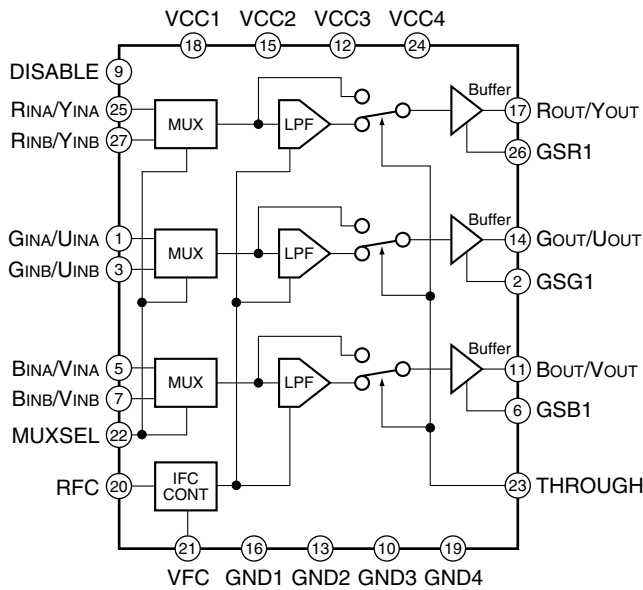 VCC1 VCC2 VCC3 VCC4
18 15 12 24
DISABLE 9
RINA/YINA 25 MUX LPF Buffer 17 ROUT/YOUT
RINB/YINB 27 26 GSR1
GINA/UINA 1 MUX LPF Buffer 14 GOUT/UOUT
GINB/UINB 3 2 GSG1
BINA/VINA 5 MUX LPF Buffer 11 BOUT/VOUT
BINB/VINB 7 6 GSB1
MUXSEL 22
RFC 20 IFC CONT 23 THROUGH
21 16 13 10 19
VFC GND1 GND2 GND3 GND4